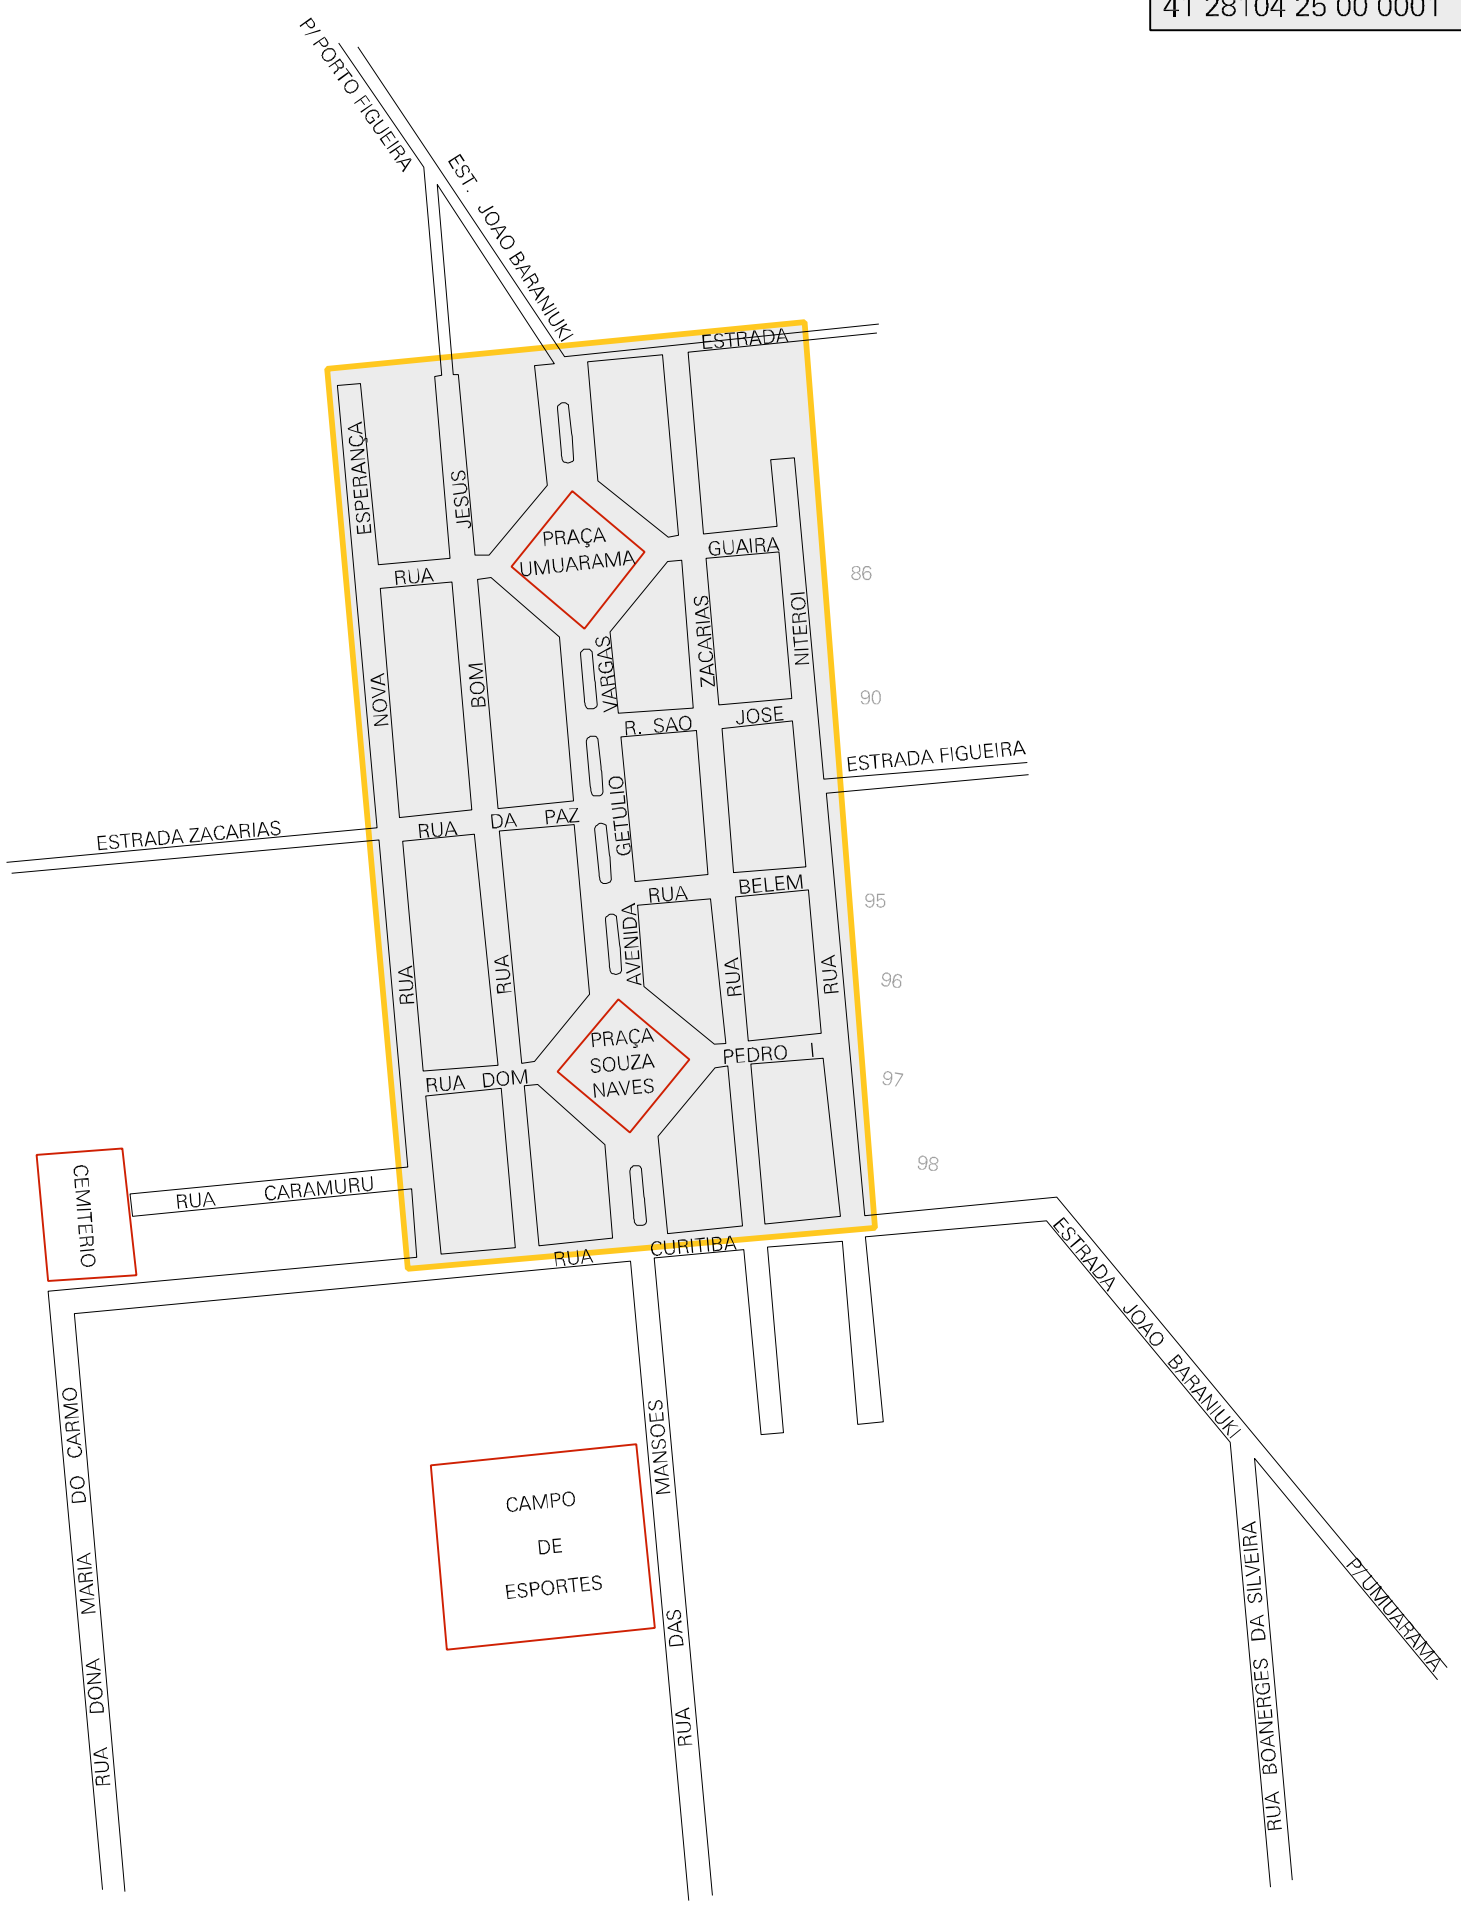 41 28104 25 00 0001
P/ PORTO FIGUEIRA
EST. JOAO BARANIUKI
ESTRADA
RUA NOVA ESPERANÇA
RUA BOM JESUS
PRAÇA
UMUARAMA
RUA GUAIRA
86
AVENIDA GETULIO VARGAS
RUA ZACARIAS
RUA NITEROI
90
R. SAO JOSE
ESTRADA FIGUEIRA
ESTRADA ZACARIAS
RUA DA PAZ
RUA BELEM
95
96
PRAÇA
SOUZA
NAVES
RUA DOM PEDRO I
97
98
CEMITERIO
RUA CARAMURU
RUA CURITIBA
ESTRADA JOAO BARANIUKI
RUA DONA MARIA DO CARMO
CAMPO
DE
ESPORTES
RUA DAS MANSOES
RUA BOANERGES DA SILVEIRA
P/ UMUARAMA